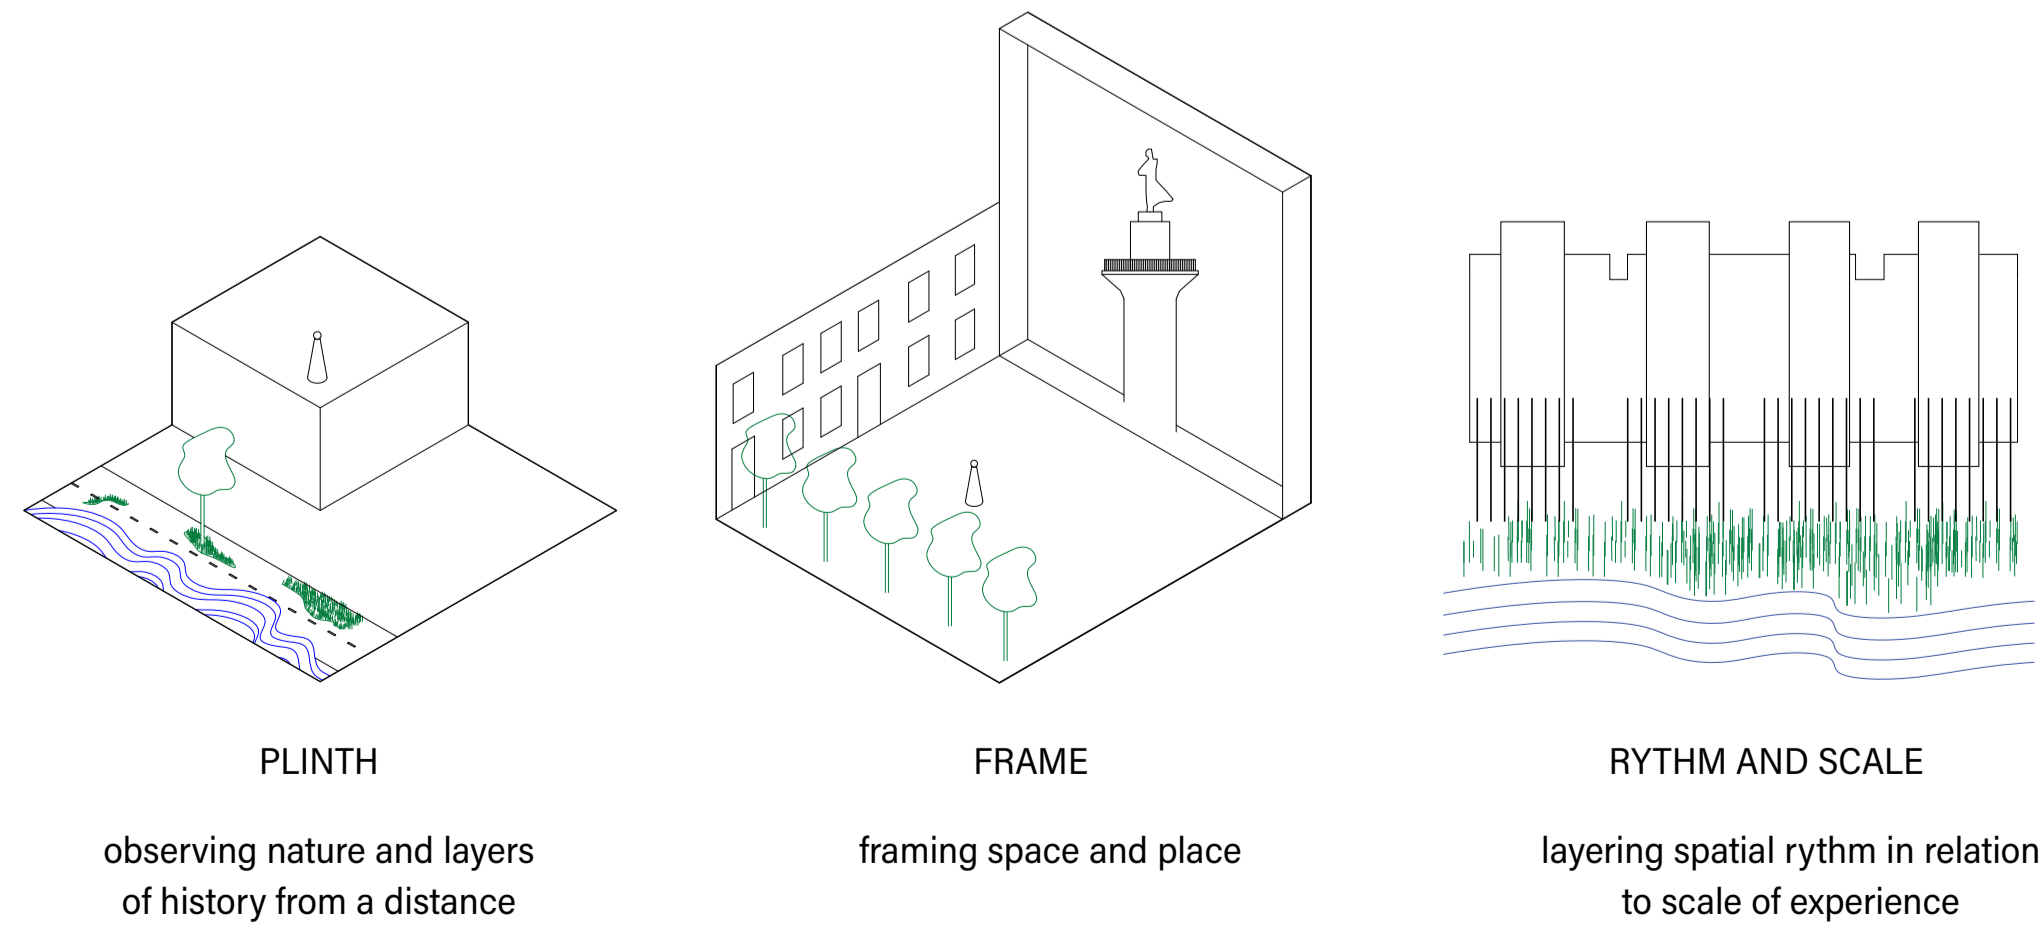 PLINTH
observing nature and layers
of history from a distance
FRAME
framing space and place
RYTHM AND SCALE
layering spatial rythm in relation
to scale of experience